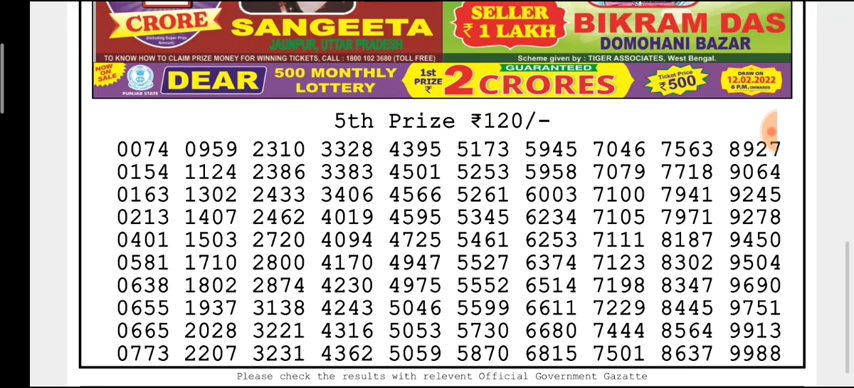 CRORE
(Including Super Prize Amount)
SANGEETA
JAUNPUR, UTTAR PRADESH
TO KNOW HOW TO CLAIM PRIZE MONEY FOR WINNING TICKETS, CALL : 1800 102 3680 (TOLL FREE)
SELLER
₹ 1 LAKH
BIKRAM DAS
DOMOHANI BAZAR
Scheme given by : TIGER ASSOCIATES, West Bengal.
NOW ON SALE
PUNJAB STATE
DEAR
500 MONTHLY
LOTTERY
1st
PRIZE
₹
GUARANTEED
2 CRORES
Ticket Price
₹500
DRAW ON
12.02.2022
6 P.M. ONWARDS
5th Prize ₹120/-
0074 0959 2310 3328 4395 5173 5945 7046 7563 8927
0154 1124 2386 3383 4501 5253 5958 7079 7718 9064
0163 1302 2433 3406 4566 5261 6003 7100 7941 9245
0213 1407 2462 4019 4595 5345 6234 7105 7971 9278
0401 1503 2720 4094 4725 5461 6253 7111 8187 9450
0581 1710 2800 4170 4947 5527 6374 7123 8302 9504
0638 1802 2874 4230 4975 5552 6514 7198 8347 9690
0655 1937 3138 4243 5046 5599 6611 7229 8445 9751
0665 2028 3221 4316 5053 5730 6680 7444 8564 9913
0773 2207 3231 4362 5059 5870 6815 7501 8637 9988
Please check the results with relevent Official Government Gazatte